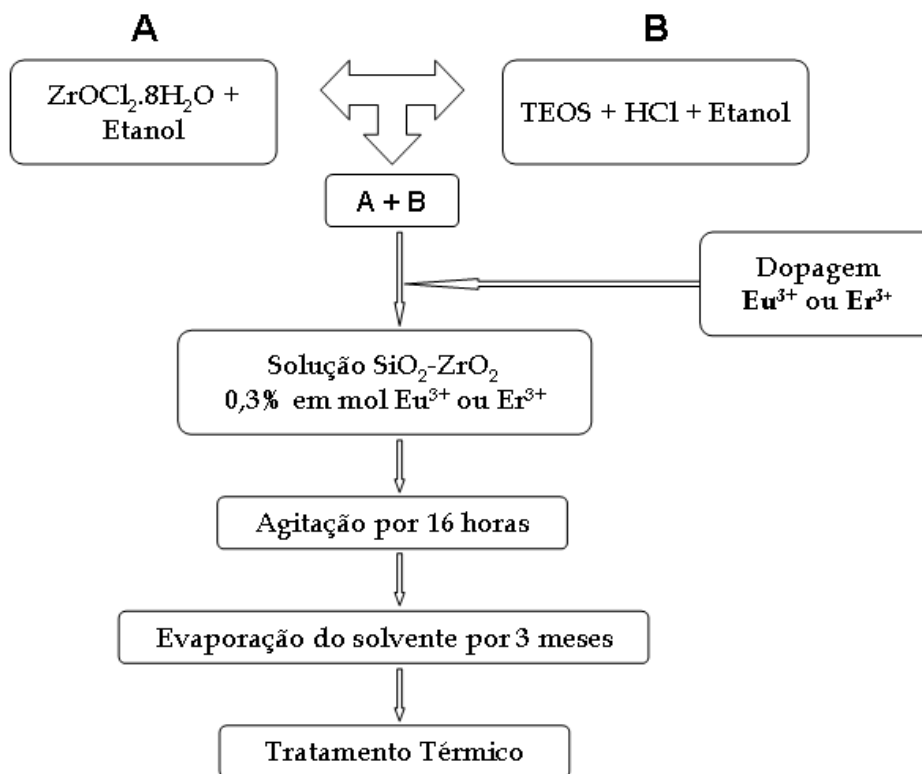 A
B
ZrOCl₂.8H₂O +
Etanol
TEOS + HCl + Etanol
A + B
Dopagem
Eu³⁺ ou Er³⁺
Solução SiO₂-ZrO₂
0,3% em mol Eu³⁺ ou Er³⁺
Agitação por 16 horas
Evaporação do solvente por 3 meses
Tratamento Térmico